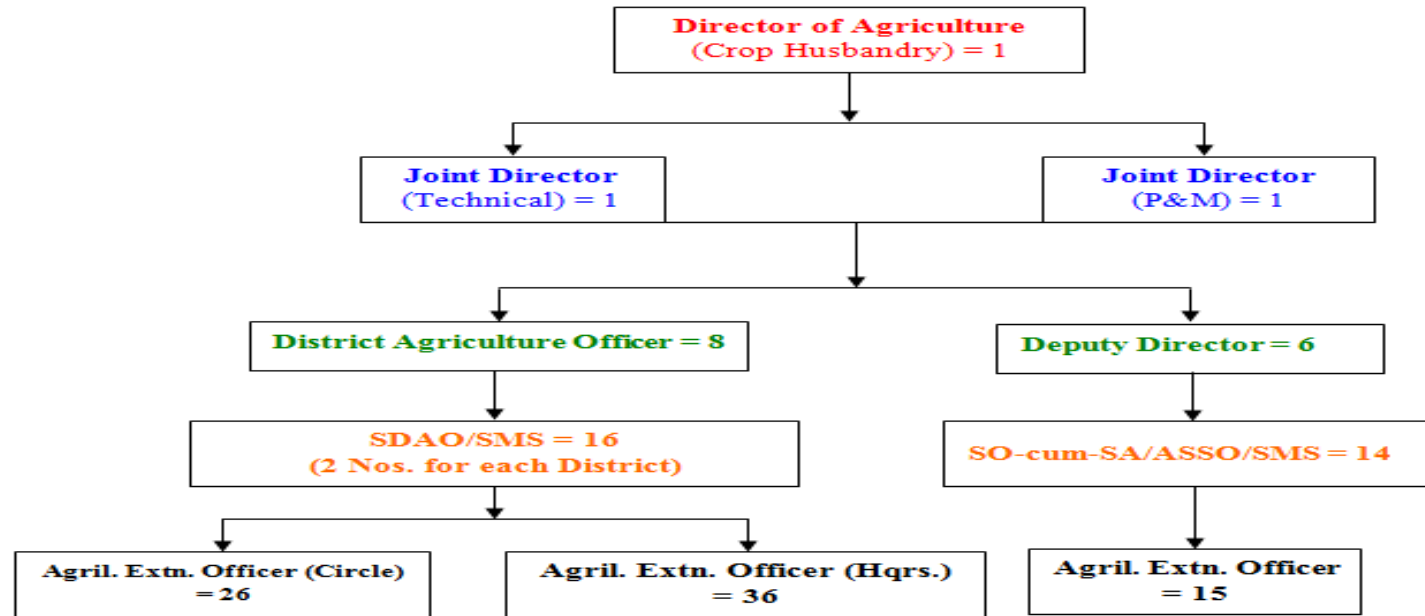 Director of Agriculture
(Crop Husbandry) = 1
Joint Director
(Technical) = 1
Joint Director
(P&M) = 1
District Agriculture Officer = 8
Deputy Director = 6
SDAO/SMS = 16
(2 Nos. for each District)
SO-cum-SA/ASSO/SMS = 14
Agril. Extn. Officer (Circle)
= 26
Agril. Extn. Officer (Hqrs.)
= 36
Agril. Extn. Officer
= 15